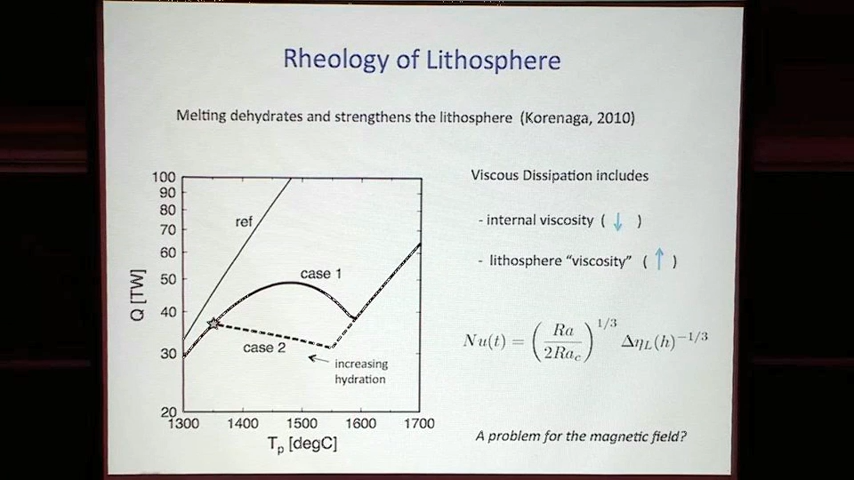 Rheology of Lithosphere
Melting dehydrates and strengthens the lithosphere (Korenaga, 2010)
100
90
80
70
60
50
40
30
20
Q [TW]
ref
case 1
case 2
increasing
hydration
1300 1400 1500 1600 1700
Tp [degC]
Viscous Dissipation includes
- internal viscosity ( ↓ )
- lithosphere “viscosity” ( ↑ )
Nu(t) = (Ra / 2Ra_c)^{1/3} Δη_L(h)^{-1/3}
A problem for the magnetic field?